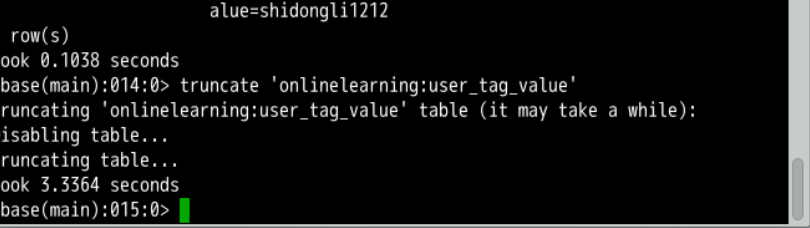 alue=shidongli1212
row(s)
ook 0.1038 seconds
base(main):014:0> truncate 'onlinelearning:user_tag_value'
runcating 'onlinelearning:user_tag_value' table (it may take a while):
isabling table...
runcating table...
ook 3.3364 seconds
base(main):015:0>